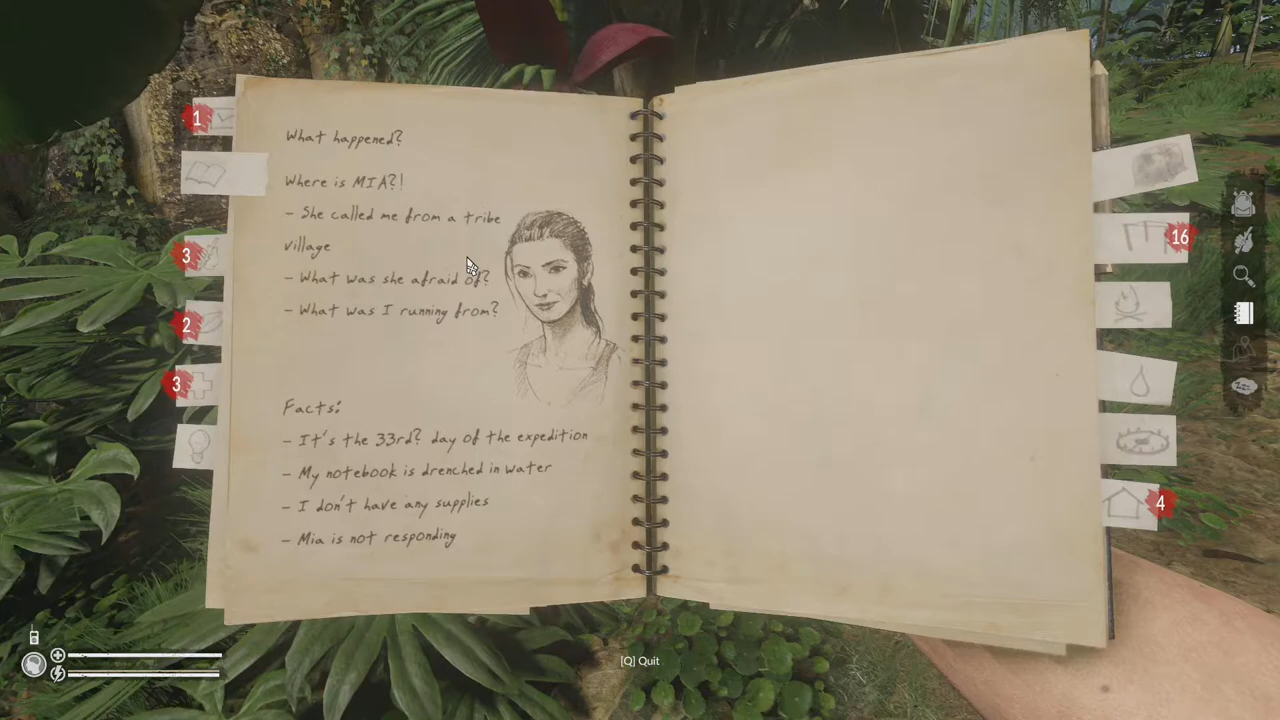 What happened?
Where is MIA?!
- She called me from a tribe
village
- What was she afraid of?
- What was I running from?
Facts:
- It's the 33rd? day of the expedition
- My notebook is drenched in water
- I don't have any supplies
- Mia is not responding
1
3
2
3
16
4
[Q] Quit